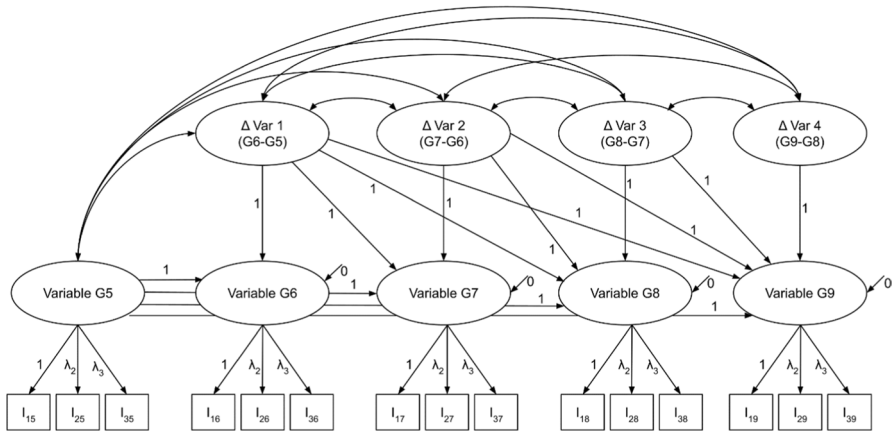 Δ Var 1
(G6-G5)
Δ Var 2
(G7-G6)
Δ Var 3
(G8-G7)
Δ Var 4
(G9-G8)
1
1
1
1
1
1
1
1
1
1
Variable G5
1
Variable G6
0
1
Variable G7
0
1
Variable G8
0
1
Variable G9
0
1 λ₂ λ₃
1 λ₂ λ₃
1 λ₂ λ₃
1 λ₂ λ₃
1 λ₂ λ₃
I₁₅ I₂₅ I₃₅
I₁₆ I₂₆ I₃₆
I₁₇ I₂₇ I₃₇
I₁₈ I₂₈ I₃₈
I₁₉ I₂₉ I₃₉